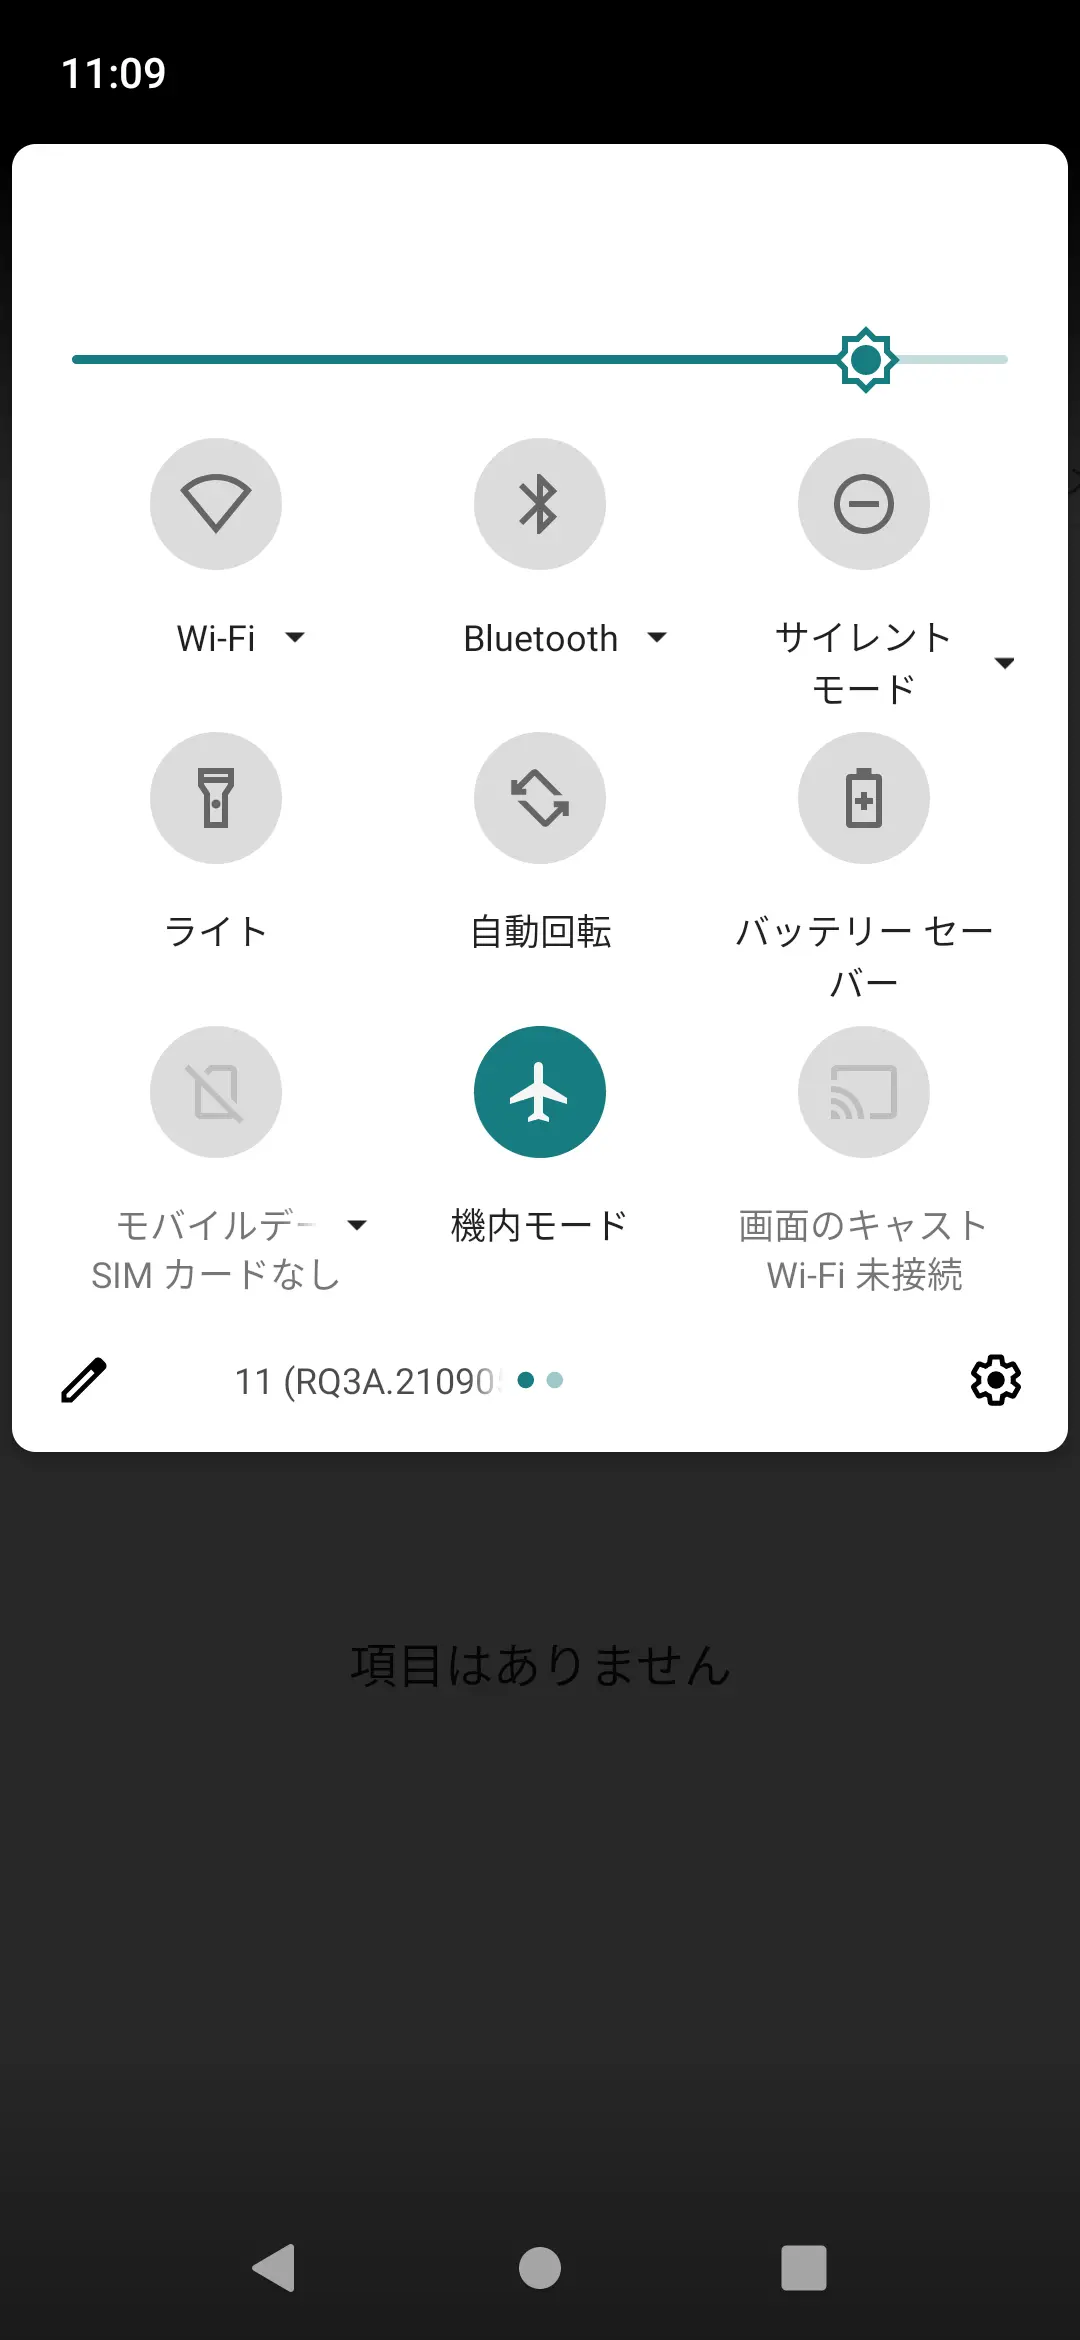 11:09
Wi-Fi
Bluetooth
サイレント
モード
ライト
自動回転
バッテリー セー
バー
モバイルデー
SIM カードなし
機内モード
画面のキャスト
Wi-Fi 未接続
11 (RQ3A.21090
項目はありません